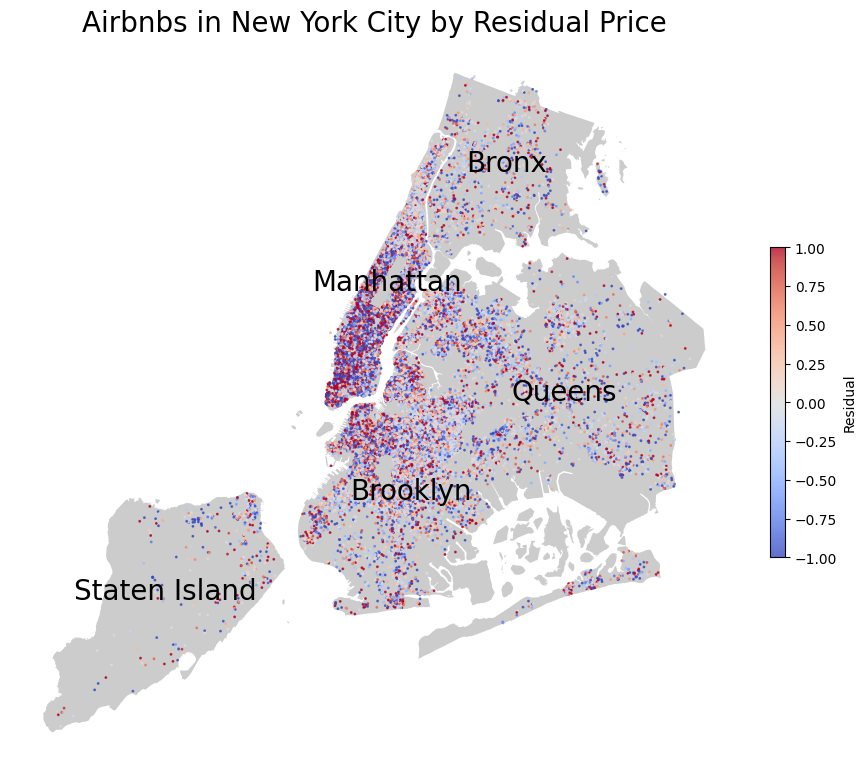 Airbnbs in New York City by Residual Price
Bronx
Manhattan
Queens
Brooklyn
Staten Island
1.00
0.75
0.50
0.25
0.00
−0.25
−0.50
−0.75
−1.00
Residual